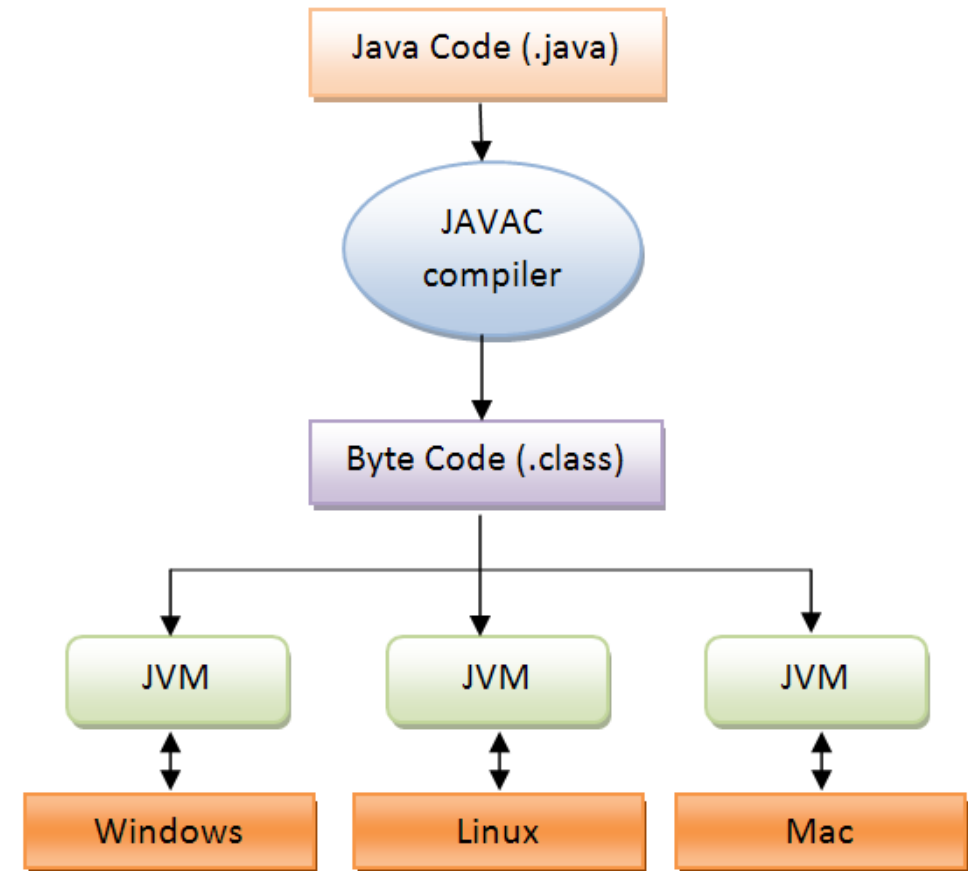 Java Code (.java)
JAVAC
compiler
Byte Code (.class)
JVM
JVM
JVM
Windows
Linux
Mac